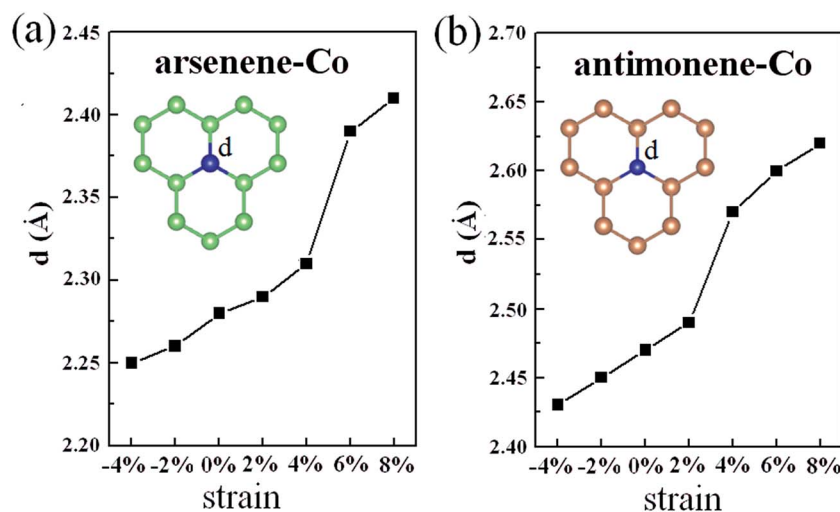 (a)
arsenene-Co
d
d (Å)
2.45
2.40
2.35
2.30
2.25
2.20
-4% -2% 0% 2% 4% 6% 8%
strain
(b)
antimonene-Co
d
d (Å)
2.70
2.65
2.60
2.55
2.50
2.45
2.40
-4% -2% 0% 2% 4% 6% 8%
strain